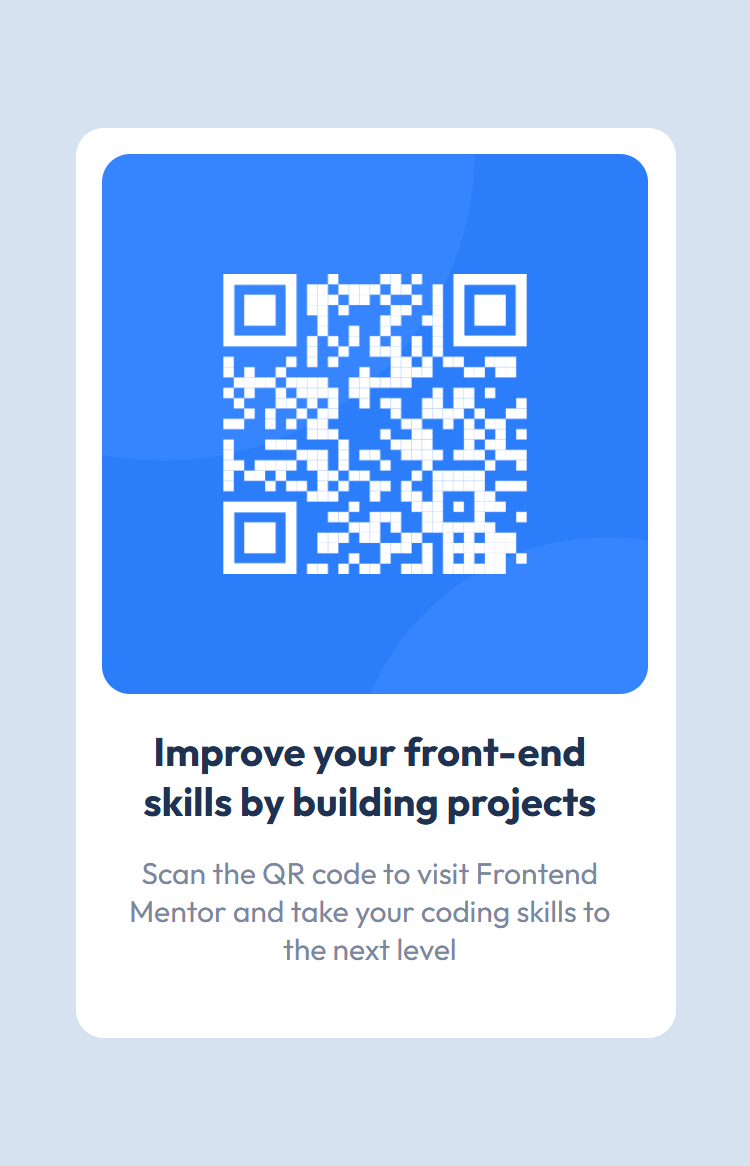 Improve your front-end
skills by building projects
Scan the QR code to visit Frontend
Mentor and take your coding skills to
the next level